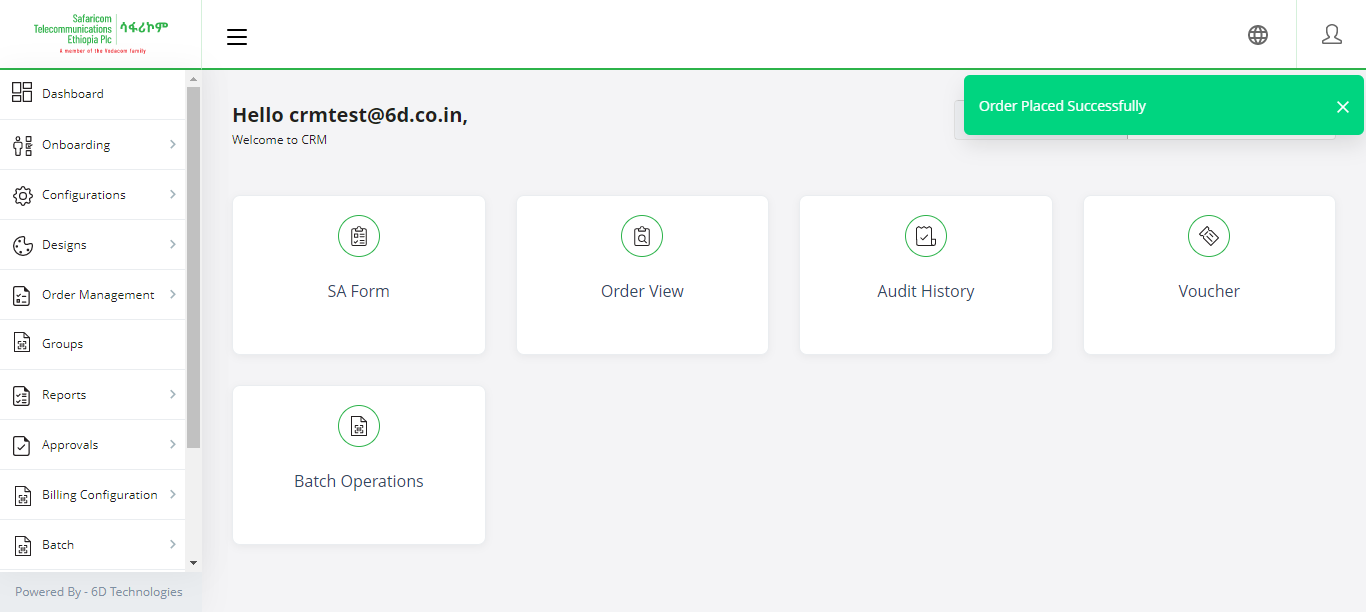 Safaricom
Telecommunications
Ethiopia Plc
ሳፋሪኮም
A member of the Vodacom family
Order Placed Successfully
Dashboard
Onboarding
Configurations
Designs
Order Management
Groups
Reports
Approvals
Billing Configuration
Batch
Powered By - 6D Technologies
Hello crmtest@6d.co.in,
Welcome to CRM
SA Form
Order View
Audit History
Voucher
Batch Operations